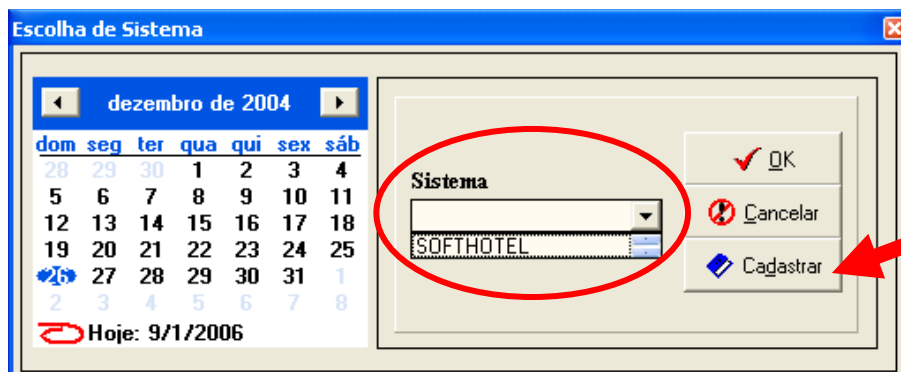 Escolha de Sistema
dezembro de 2004
dom seg ter qua qui sex sáb
28 29 30 1 2 3 4
5 6 7 8 9 10 11
12 13 14 15 16 17 18
19 20 21 22 23 24 25
26 27 28 29 30 31 1
2 3 4 5 6 7 8
Hoje: 9/1/2006
Sistema
SOFTHOTEL
OK
Cancelar
Cadastrar